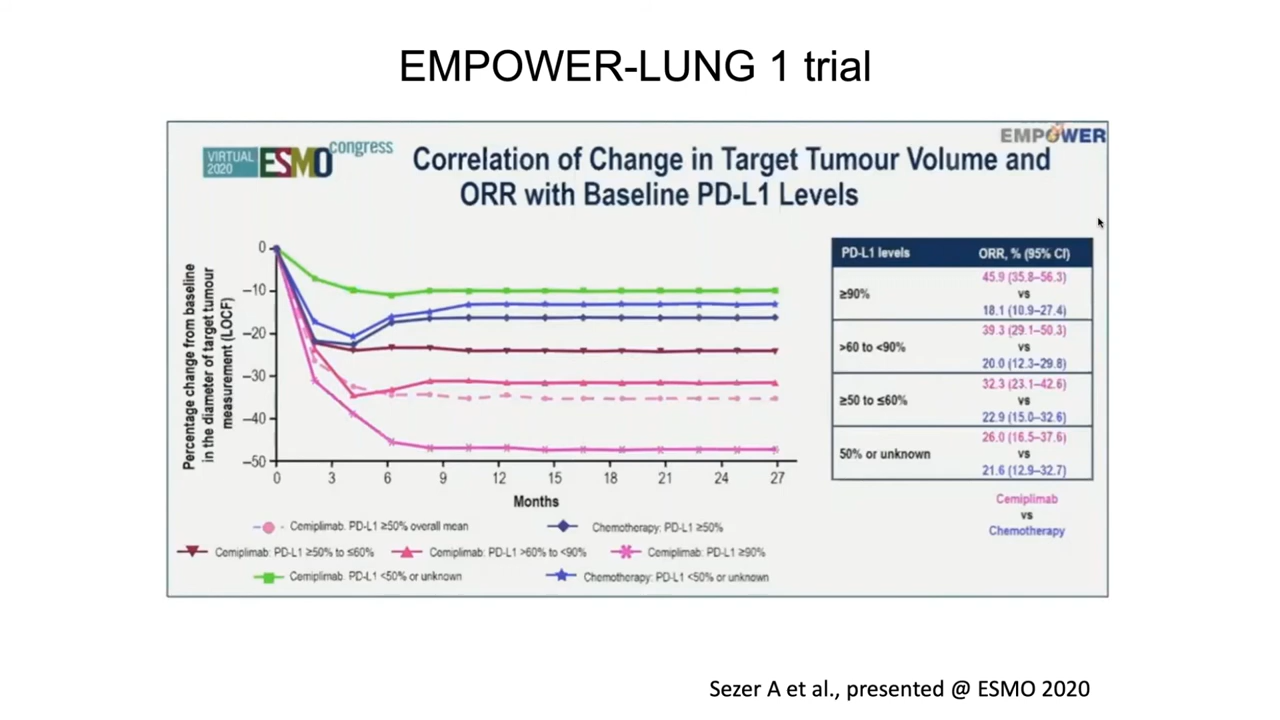 EMPOWER-LUNG 1 trial
VIRTUAL
2020
ESMO congress
EMPOWER
Correlation of Change in Target Tumour Volume and
ORR with Baseline PD-L1 Levels
Percentage change from baseline
in the diameter of target tumour
measurement (LOCF)
0
–10
–20
–30
–40
–50
0 3 6 9 12 15 18 21 24 27
Months
Cemiplimab: PD-L1 ≥50% overall mean
Chemotherapy: PD-L1 ≥50%
Cemiplimab: PD-L1 ≥50% to ≤60%
Cemiplimab: PD-L1 >60% to <90%
Cemiplimab: PD-L1 ≥90%
Cemiplimab: PD-L1 <50% or unknown
Chemotherapy: PD-L1 <50% or unknown
PD-L1 levels ORR, % (95% CI)
45.9 (35.8–56.3)
≥90% vs
18.1 (10.9–27.4)
39.3 (29.1–50.3)
>60 to <90% vs
20.0 (12.3–29.8)
32.3 (23.1–42.6)
≥50 to ≤60% vs
22.9 (15.0–32.6)
26.0 (16.5–37.6)
50% or unknown vs
21.6 (12.9–32.7)
Cemiplimab
vs
Chemotherapy
Sezer A et al., presented @ ESMO 2020